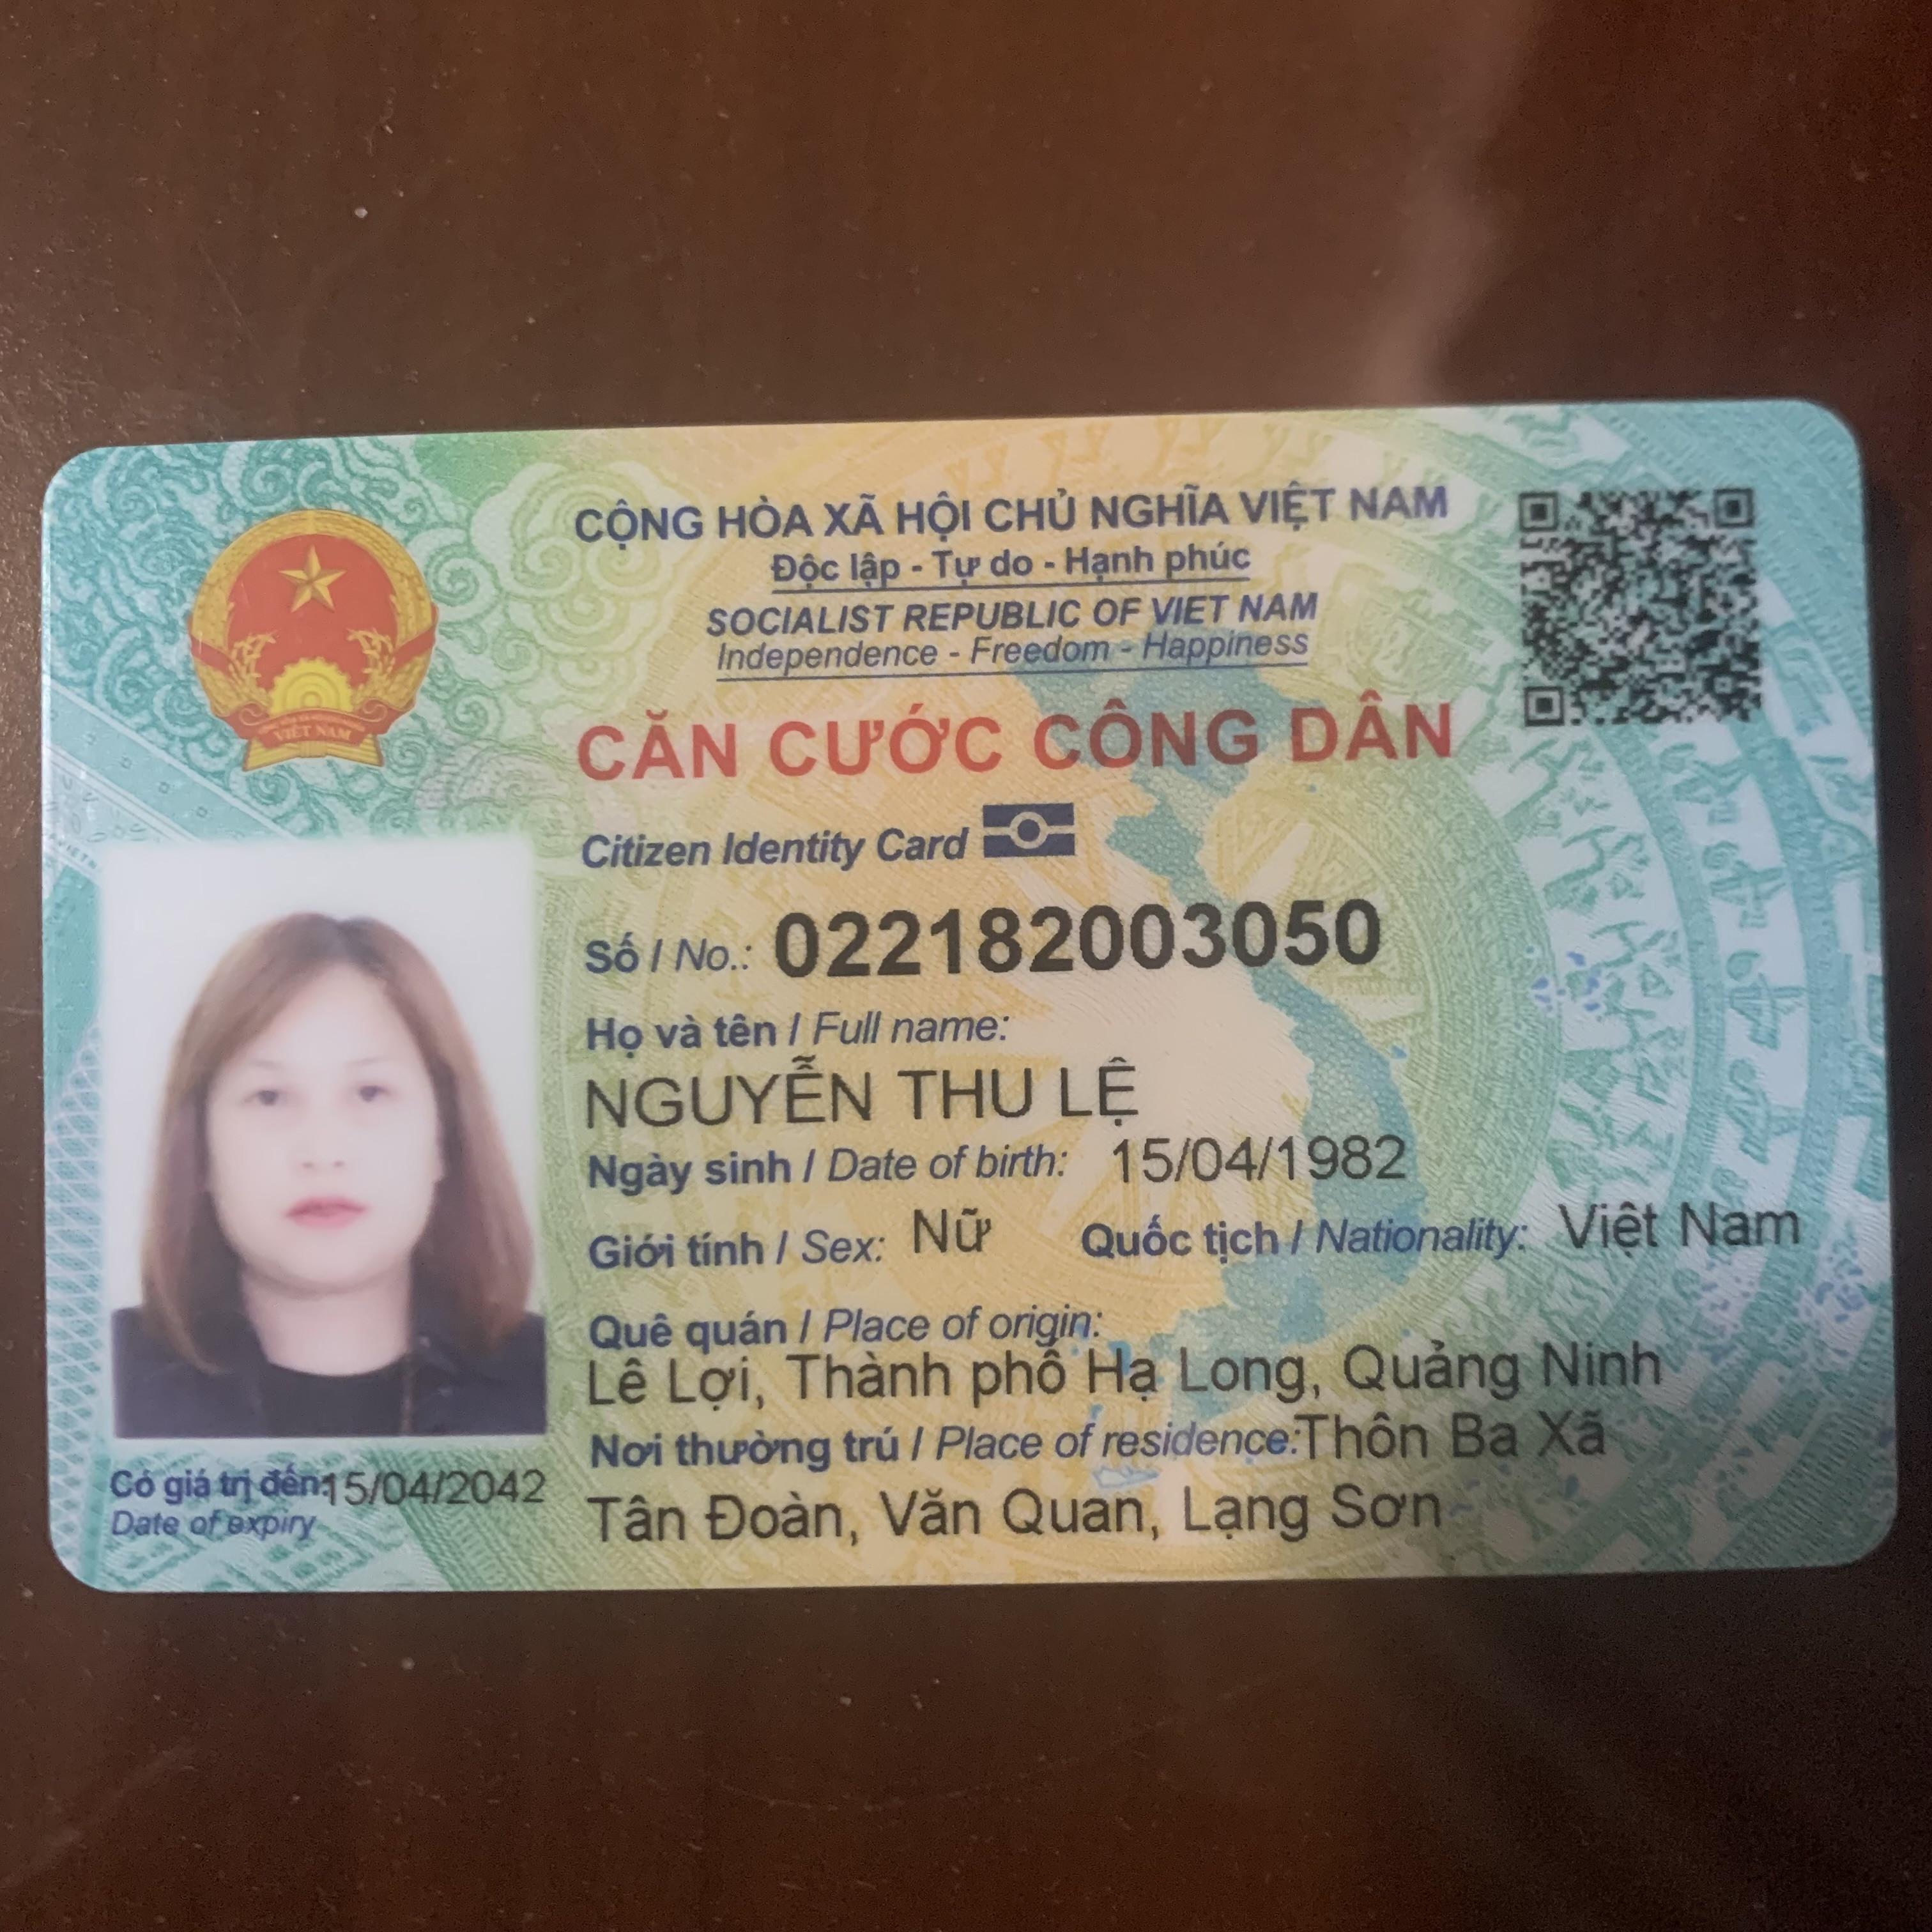 CỘNG HÒA XÃ HỘI CHỦ NGHĨA VIỆT NAM
Độc lập - Tự do - Hạnh phúc
SOCIALIST REPUBLIC OF VIET NAM
Independence - Freedom - Happiness
VIỆT NAM
CĂN CƯỚC CÔNG DÂN
Citizen Identity Card
Số / No.: 022182003050
Họ và tên / Full name:
NGUYỄN THU LỆ
Ngày sinh / Date of birth: 15/04/1982
Giới tính / Sex: Nữ Quốc tịch / Nationality: Việt Nam
Quê quán / Place of origin:
Lê Lợi, Thành phố Hạ Long, Quảng Ninh
Nơi thường trú / Place of residence:Thôn Ba Xã
Tân Đoàn, Văn Quan, Lạng Sơn
Có giá trị đến:15/04/2042
Date of expiry